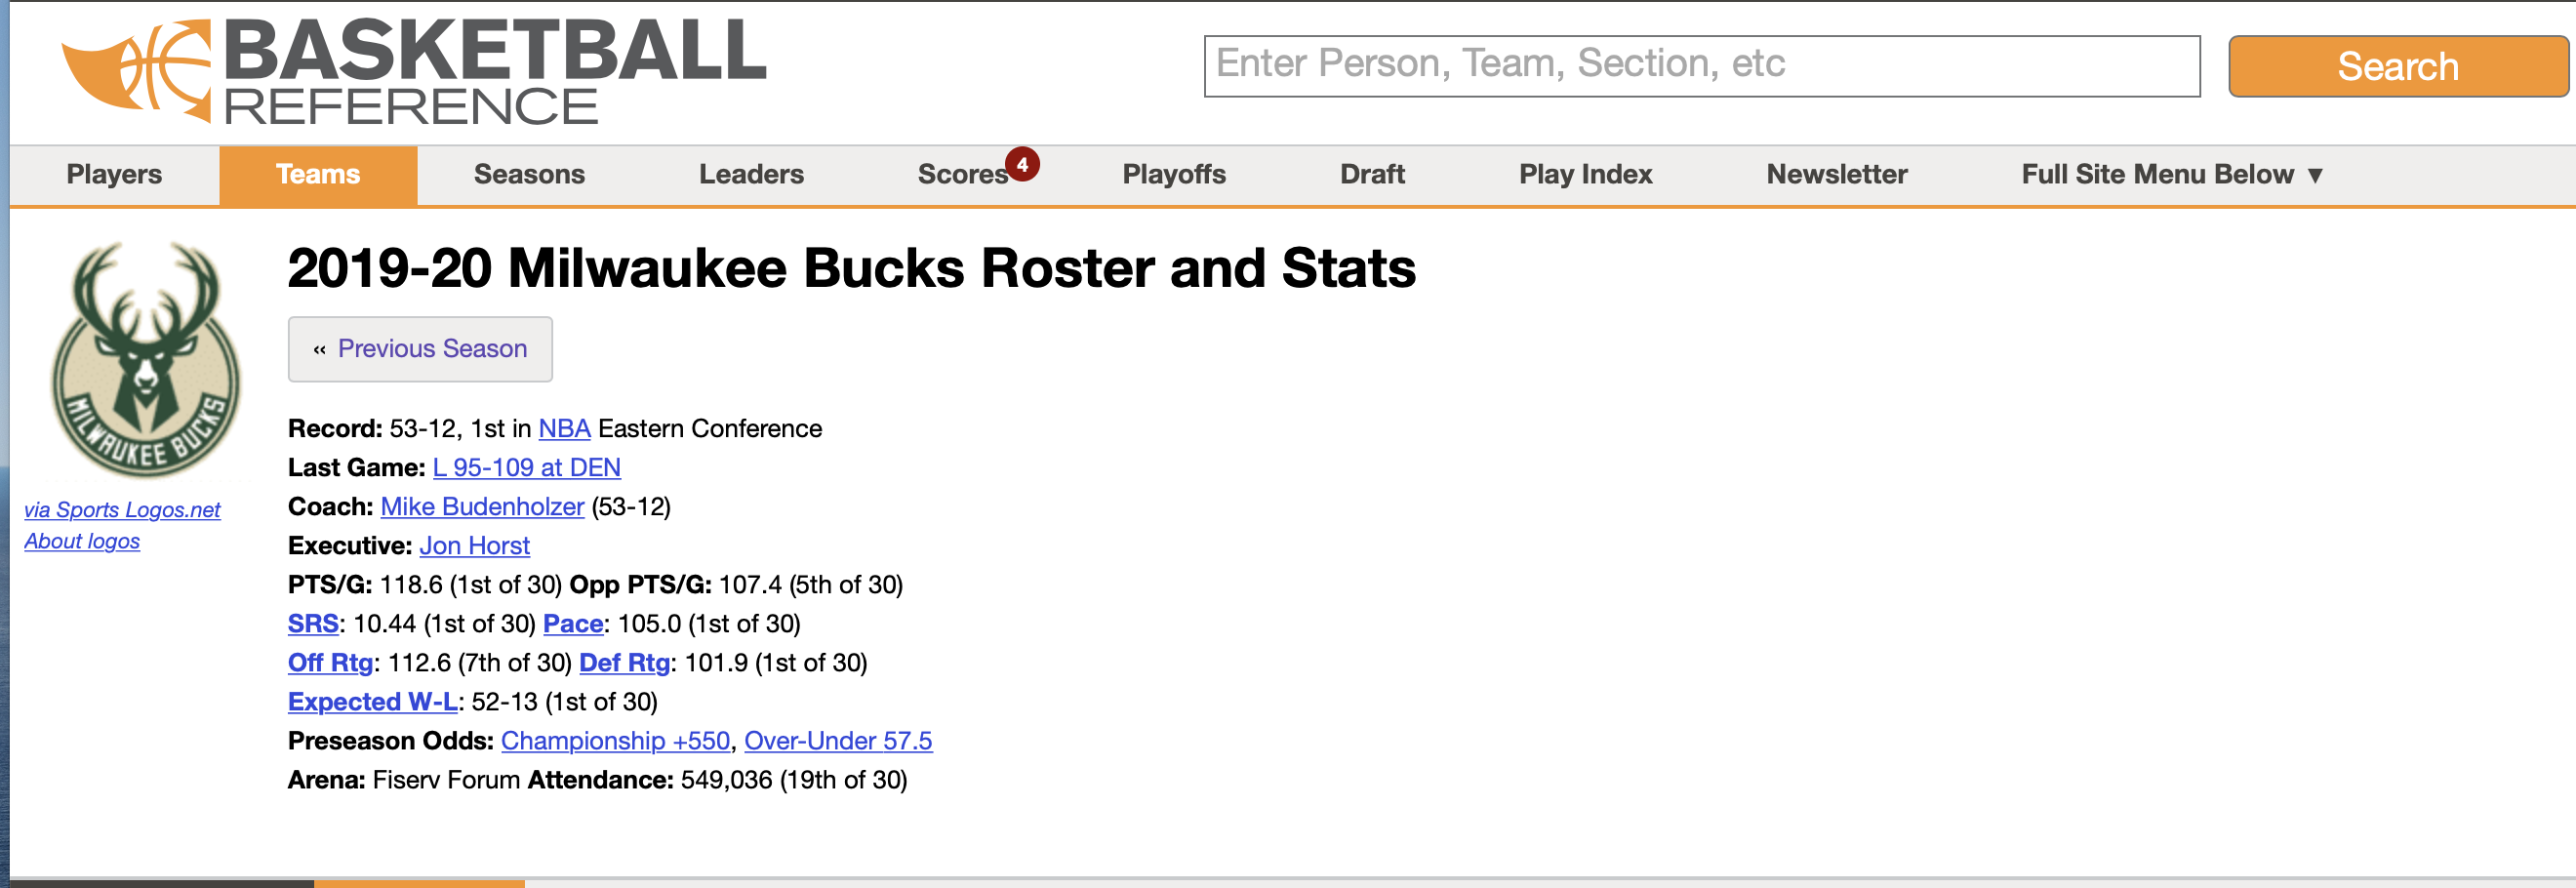 BASKETBALL
REFERENCE
Enter Person, Team, Section, etc
Search
Players Teams Seasons Leaders Scores 4 Playoffs Draft Play Index Newsletter Full Site Menu Below ▼
MILWAUKEE BUCKS
via Sports Logos.net
About logos
2019-20 Milwaukee Bucks Roster and Stats
« Previous Season
Record: 53-12, 1st in NBA Eastern Conference
Last Game: L 95-109 at DEN
Coach: Mike Budenholzer (53-12)
Executive: Jon Horst
PTS/G: 118.6 (1st of 30) Opp PTS/G: 107.4 (5th of 30)
SRS: 10.44 (1st of 30) Pace: 105.0 (1st of 30)
Off Rtg: 112.6 (7th of 30) Def Rtg: 101.9 (1st of 30)
Expected W-L: 52-13 (1st of 30)
Preseason Odds: Championship +550, Over-Under 57.5
Arena: Fiserv Forum Attendance: 549,036 (19th of 30)